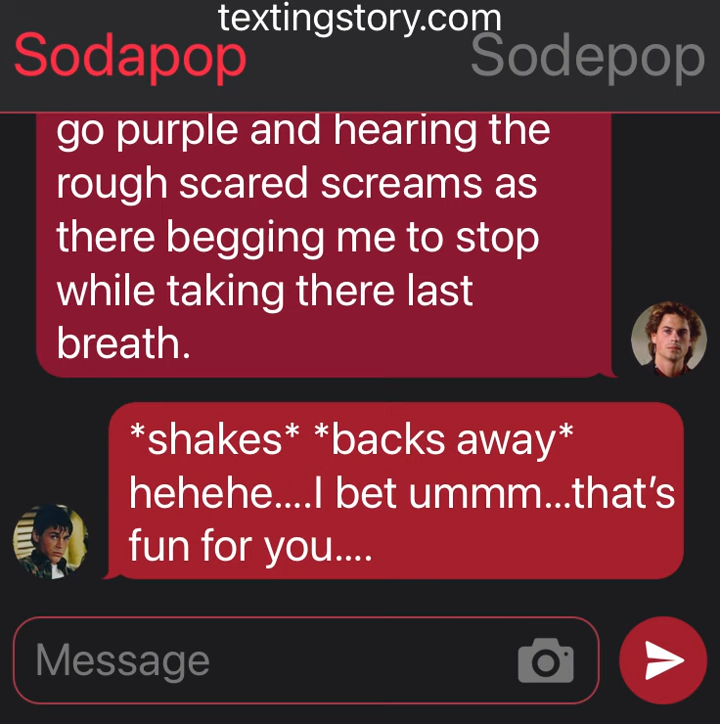 textingstory.com
Sodapop
Sodepop
go purple and hearing the
rough scared screams as
there begging me to stop
while taking there last
breath.
*shakes* *backs away*
hehehe....I bet ummm...that's
fun for you....
Message